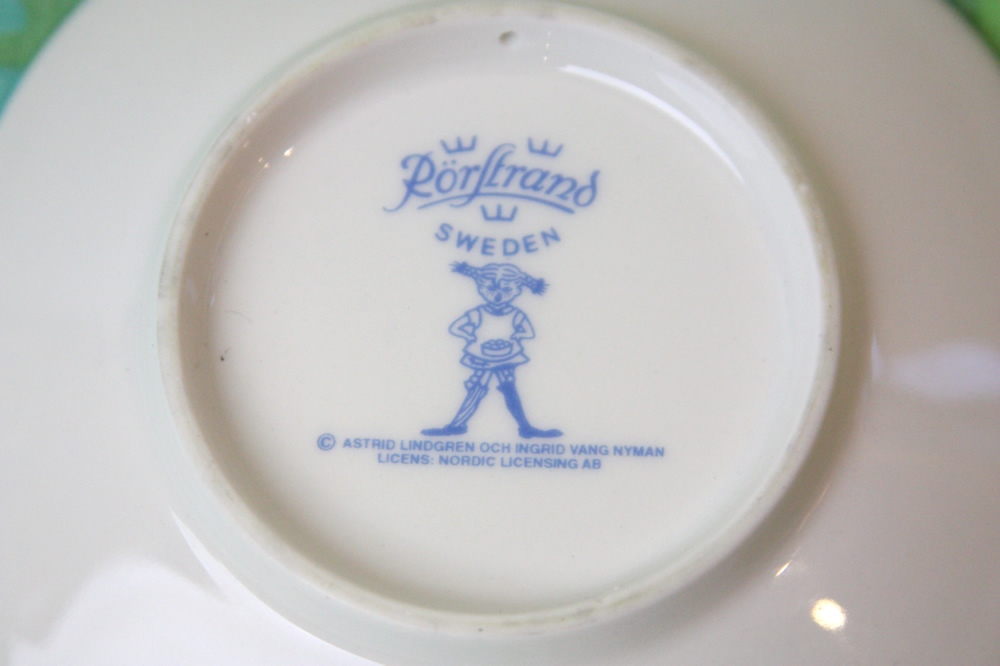 Rörstrand
SWEDEN
© ASTRID LINDGREN OCH INGRID VANG NYMAN
LICENS: NORDIC LICENSING AB